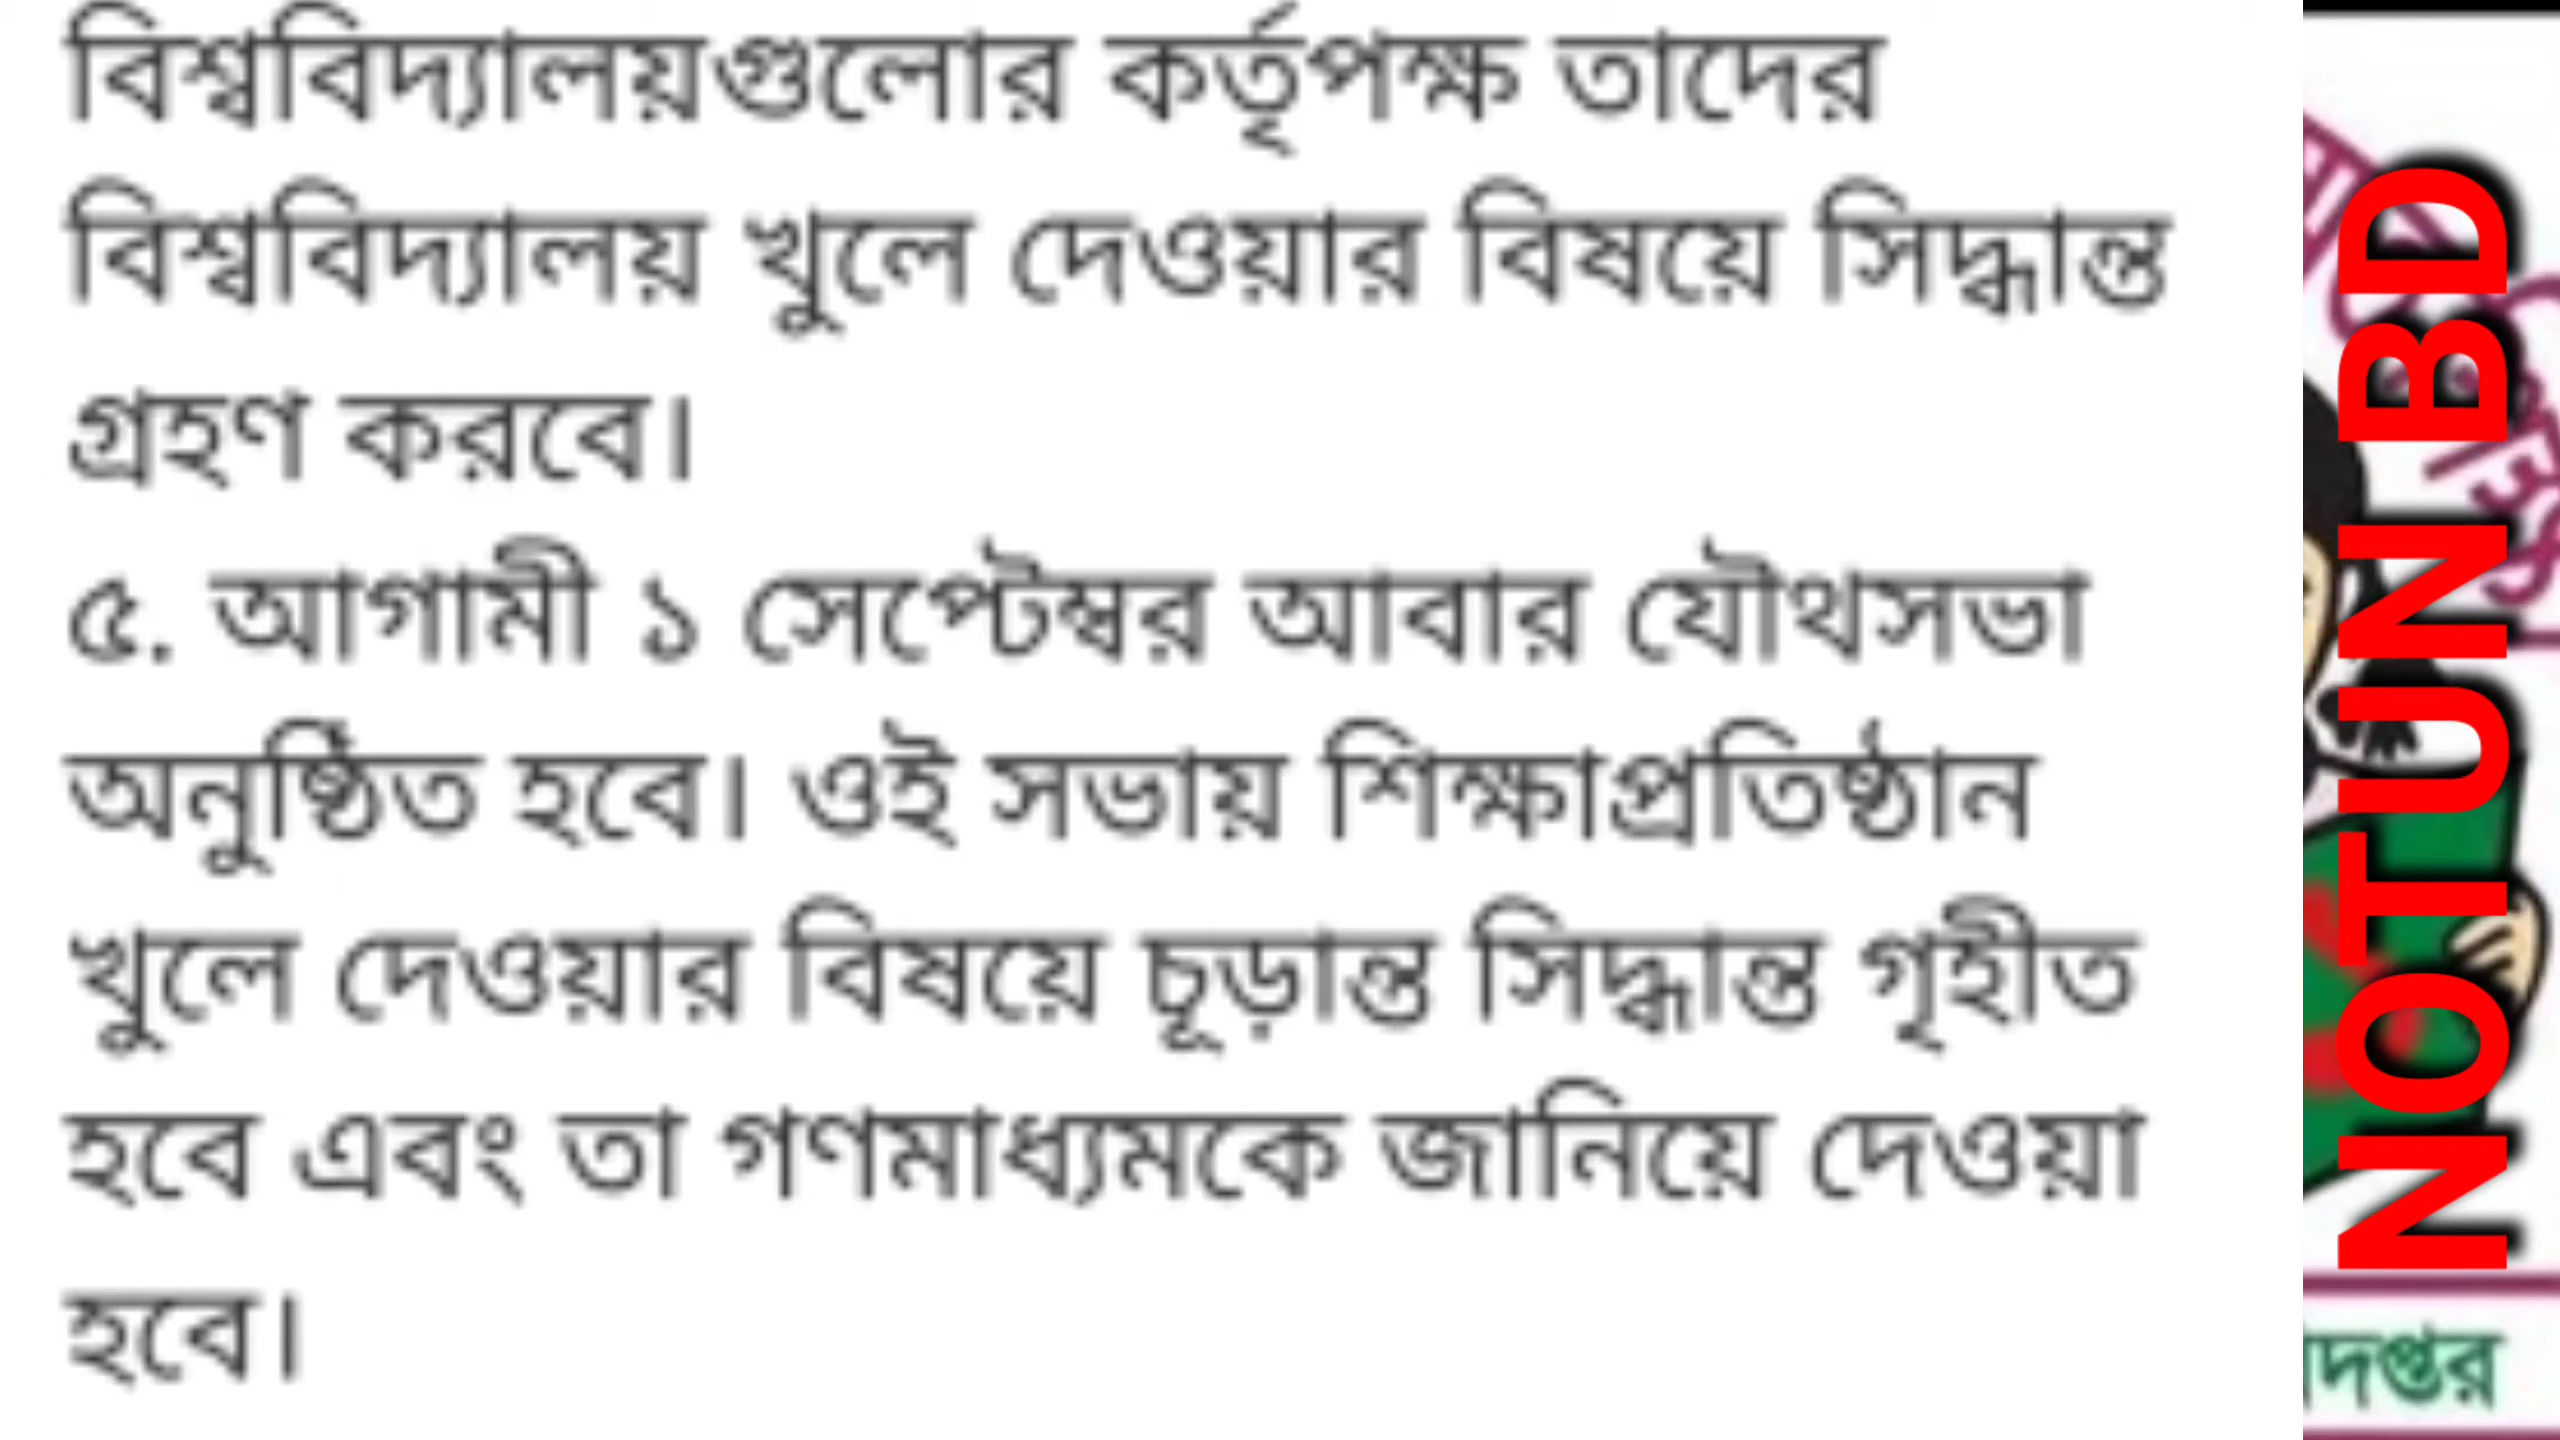 বিশ্ববিদ্যালয়গুলোর কর্তৃপক্ষ তাদের
বিশ্ববিদ্যালয় খুলে দেওয়ার বিষয়ে সিদ্ধান্ত
গ্রহণ করবে।
৫. আগামী ১ সেপ্টেম্বর আবার যৌথসভা
অনুষ্ঠিত হবে। ওই সভায় শিক্ষাপ্রতিষ্ঠান
খুলে দেওয়ার বিষয়ে চূড়ান্ত সিদ্ধান্ত গৃহীত
হবে এবং তা গণমাধ্যমকে জানিয়ে দেওয়া
হবে।
NOTUN BD